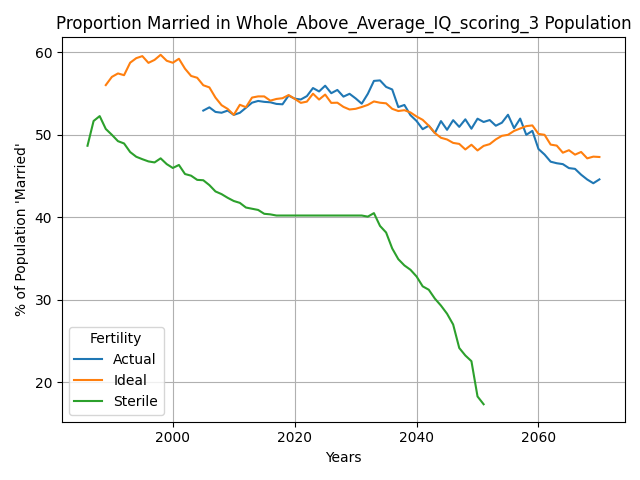 Proportion Married in Whole_Above_Average_IQ_scoring_3 Population
% of Population 'Married'
60
50
40
30
20
Fertility
Actual
Ideal
Sterile
2000 2020 2040 2060
Years